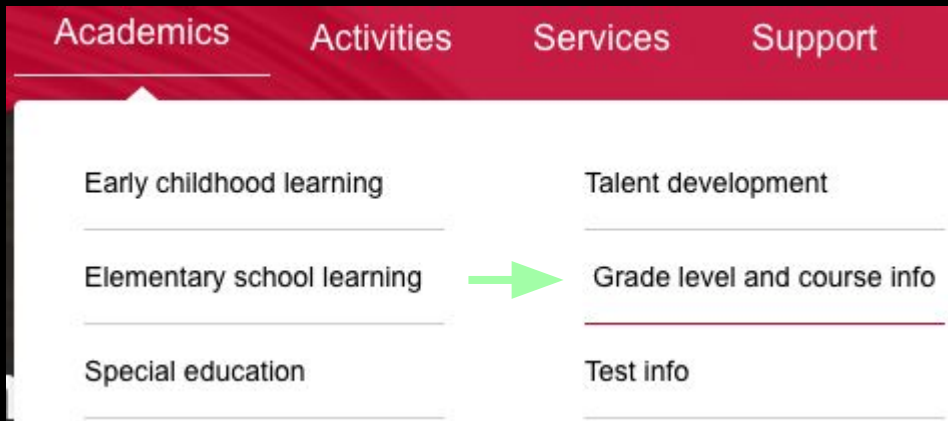 Academics Activities Services Support
Early childhood learning Talent development
Elementary school learning Grade level and course info
Special education Test info